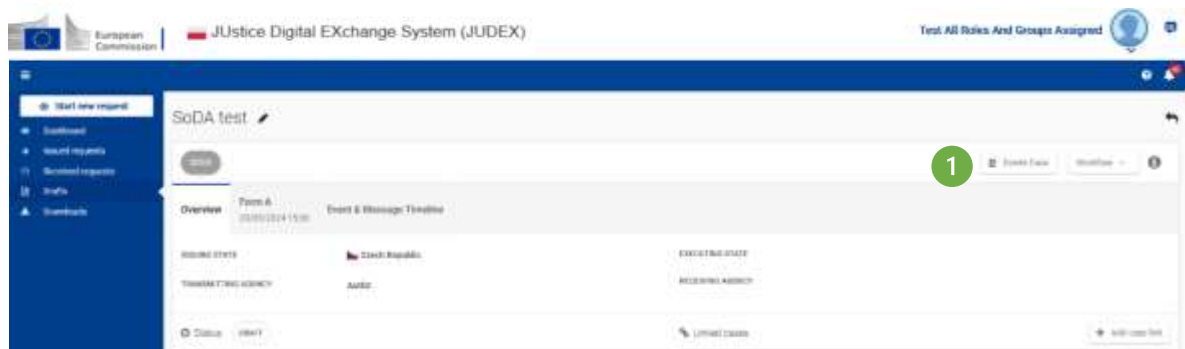 European
Commission
JUstice Digital EXchange System (JUDEX)
Test All Roles And Groups Assigned
Start new request
Dashboard
Issued requests
Received requests
Drafts
Downloads
SoDA test
SODA
1
Delete Case
Workflow
Overview
Form A
Event & Message Timeline
ISSUING STATE
Czech Republic
EXECUTING STATE
TRANSMITTING AGENCY
RECEIVING AGENCY
Status
DRAFT
Linked cases
Add case link